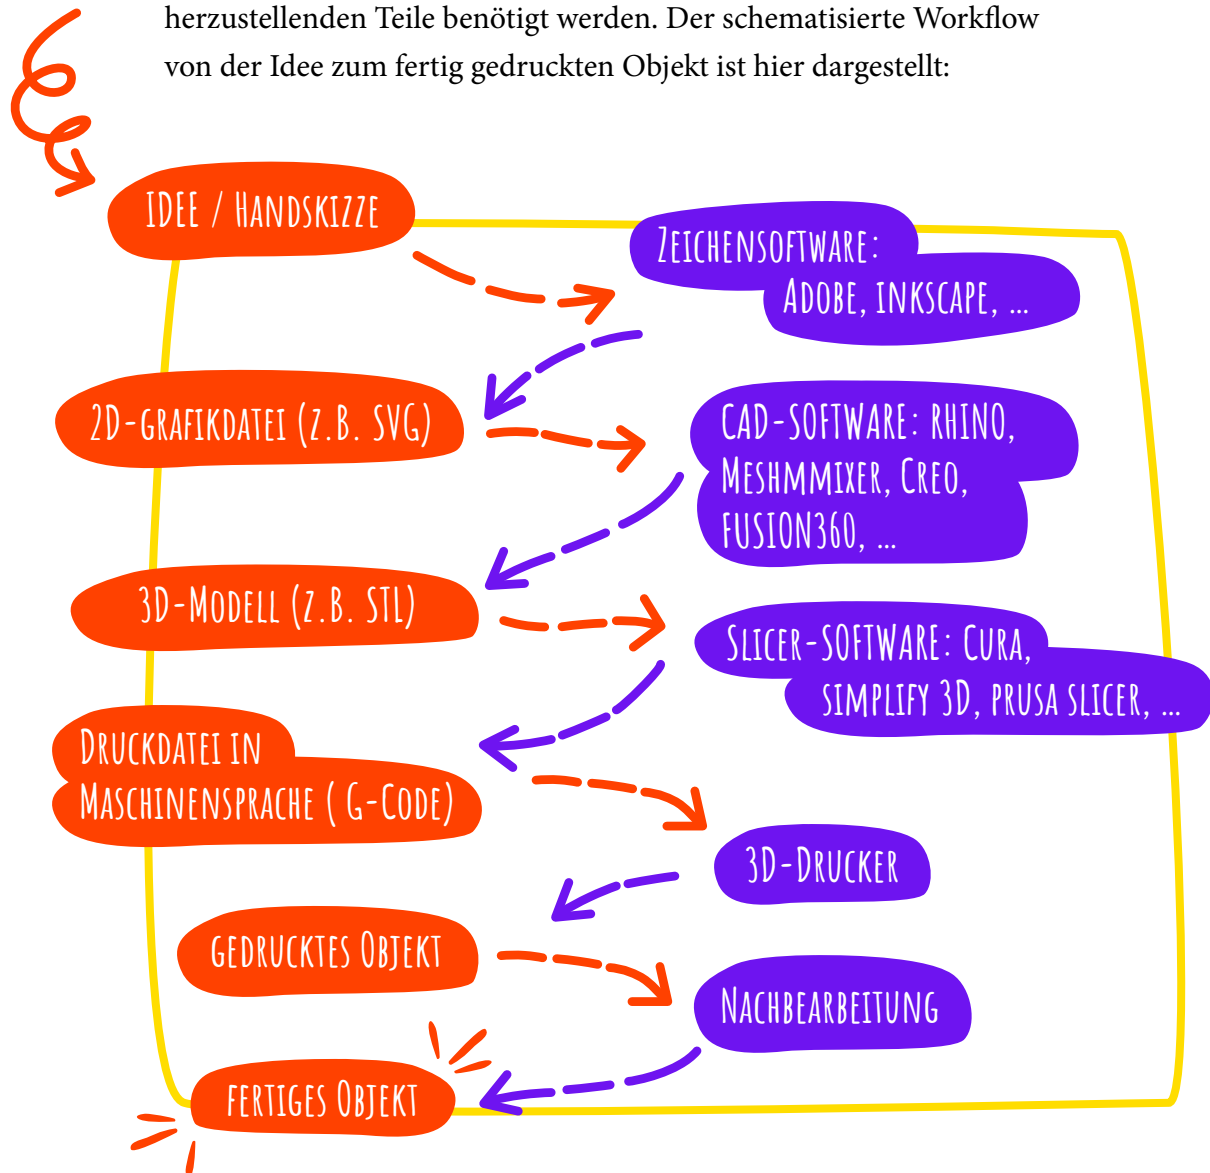 herzustellenden Teile benötigt werden. Der schematisierte Workflow
von der Idee zum fertig gedruckten Objekt ist hier dargestellt:
IDEE / HANDSKIZZE
ZEICHENSOFTWARE:
ADOBE, INKSCAPE, ...
2D-GRAFIKDATEI (Z.B. SVG)
CAD-SOFTWARE: RHINO,
MESHMMIXER, CREO,
FUSION360, ...
3D-MODELL (Z.B. STL)
SLICER-SOFTWARE: CURA,
SIMPLIFY 3D, PRUSA SLICER, ...
DRUCKDATEI IN
MASCHINENSPRACHE ( G-CODE)
3D-DRUCKER
GEDRUCKTES OBJEKT
NACHBEARBEITUNG
FERTIGES OBJEKT